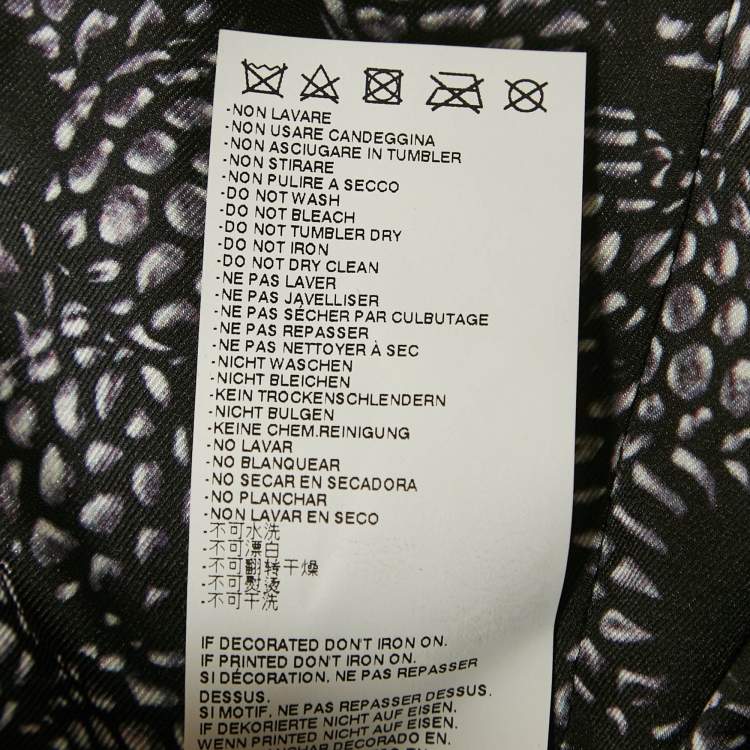 -NON LAVARE
-NON USARE CANDEGGINA
-NON ASCIUGARE IN TUMBLER
-NON STIRARE
-NON PULIRE A SECCO
-DO NOT WASH
-DO NOT BLEACH
-DO NOT TUMBLER DRY
-DO NOT IRON
-DO NOT DRY CLEAN
-NE PAS LAVER
-NE PAS JAVELLISER
-NE PAS SÉCHER PAR CULBUTAGE
-NE PAS REPASSER
-NE PAS NETTOYER À SEC
-NICHT WASCHEN
-NICHT BLEICHEN
-KEIN TROCKENSCHLENDERN
-NICHT BULGEN
-KEINE CHEM.REINIGUNG
-NO LAVAR
-NO BLANQUEAR
-NO SECAR EN SECADORA
-NO PLANCHAR
-NON LAVAR EN SECO
-不可水洗
-不可漂白
-不可翻转干燥
-不可熨烫
-不可干洗
IF DECORATED DON'T IRON ON.
IF PRINTED DON'T IRON ON.
SI DÉCORATION, NE PAS REPASSER
DESSUS.
SI MOTIF, NE PAS REPASSER DESSUS.
IF DEKORIERTE NICHT AUF EISEN.
WENN PRINTED NICHT AUF EISEN.
PLANCHAR DECORADO EN.